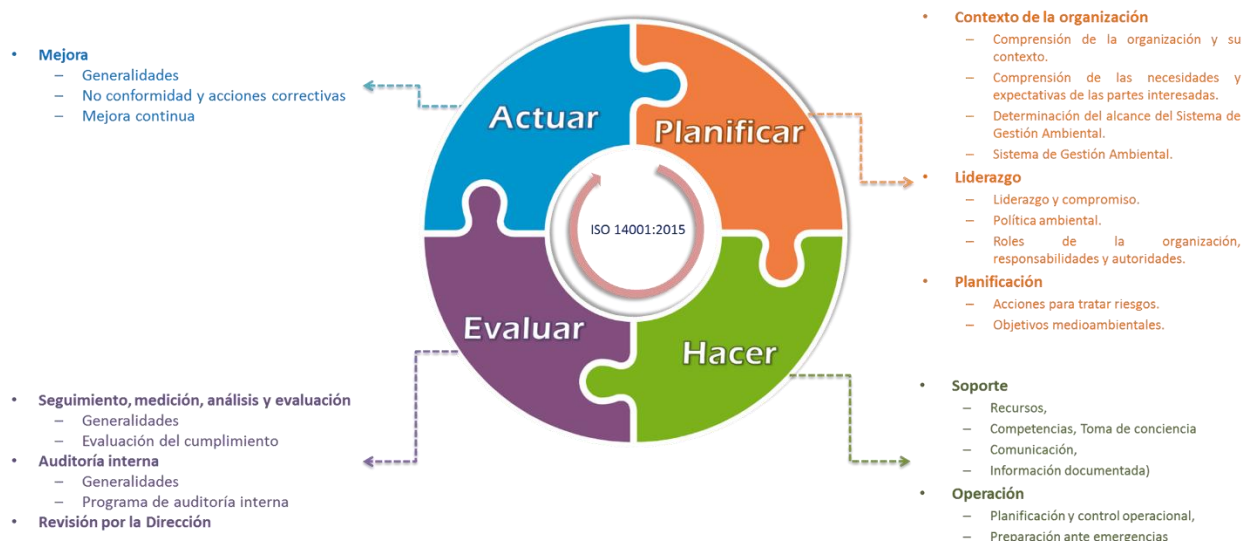 • Mejora
– Generalidades
– No conformidad y acciones correctivas
– Mejora continua
Actuar
Planificar
ISO 14001:2015
Evaluar
Hacer
• Contexto de la organización
– Comprensión de la organización y su
contexto.
– Comprensión de las necesidades y
expectativas de las partes interesadas.
– Determinación del alcance del Sistema de
Gestión Ambiental.
– Sistema de Gestión Ambiental.
• Liderazgo
– Liderazgo y compromiso.
– Política ambiental.
– Roles de la organización,
responsabilidades y autoridades.
• Planificación
– Acciones para tratar riesgos.
– Objetivos medioambientales.
• Seguimiento, medición, análisis y evaluación
– Generalidades
– Evaluación del cumplimiento
• Auditoría interna
– Generalidades
– Programa de auditoría interna
• Revisión por la Dirección
• Soporte
– Recursos,
– Competencias, Toma de conciencia
– Comunicación,
– Información documentada)
• Operación
– Planificación y control operacional,
– Preparación ante emergencias